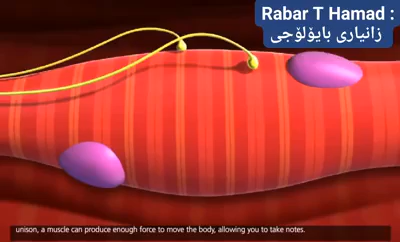 Rabar T Hamad :
زانیاری بایۆلۆجی
unison, a muscle can produce enough force to move the body, allowing you to take notes.